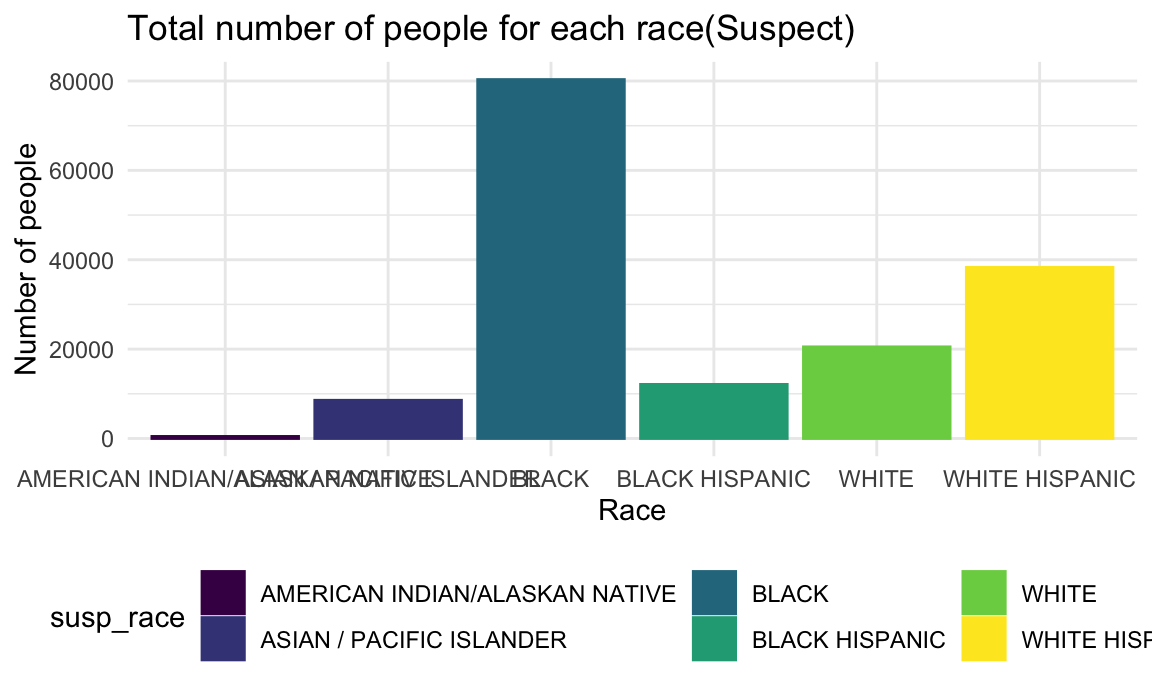 Total number of people for each race(Suspect)
Number of people
80000
60000
40000
20000
0
AMERICAN INDIAN/ALASKAN NATIVE ASIAN / PACIFIC ISLANDER BLACK BLACK HISPANIC WHITE WHITE HISPANIC
Race
susp_race
AMERICAN INDIAN/ALASKAN NATIVE BLACK WHITE
ASIAN / PACIFIC ISLANDER BLACK HISPANIC WHITE HISP